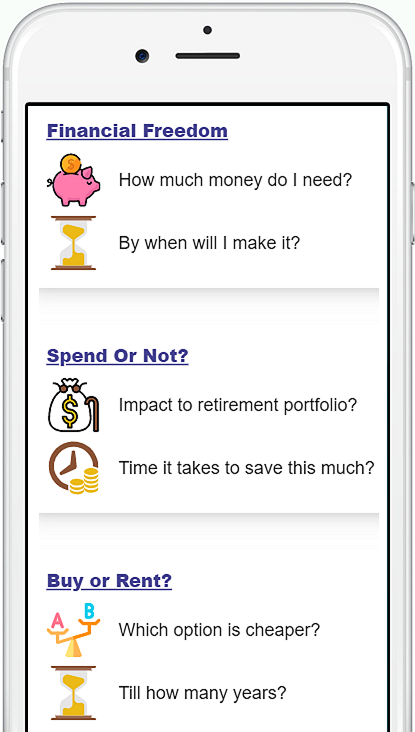 Financial Freedom
$
How much money do I need?
By when will I make it?
Spend Or Not?
$
Impact to retirement portfolio?
Time it takes to save this much?
Buy or Rent?
A B
Which option is cheaper?
Till how many years?